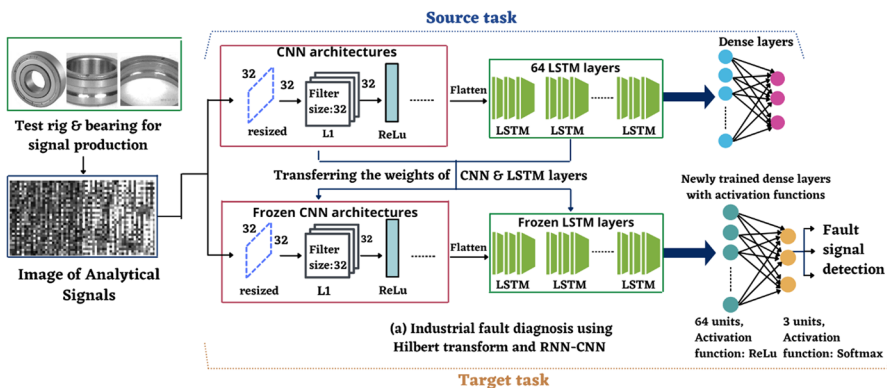 Source task
CNN architectures
32
32
Filter
size:32
32
resized
L1
ReLu
Flatten
64 LSTM layers
LSTM
LSTM
LSTM
Dense layers
Test rig & bearing for
signal production
Image of Analytical
Signals
Transferring the weights of CNN & LSTM layers
Frozen CNN architectures
32
32
Filter
size:32
32
resized
L1
ReLu
Flatten
Frozen LSTM layers
LSTM
LSTM
LSTM
Newly trained dense layers
with activation functions
Fault
signal
detection
(a) Industrial fault diagnosis using
Hilbert transform and RNN-CNN
64 units,
Activation
function: ReLu
3 units,
Activation
function: Softmax
Target task